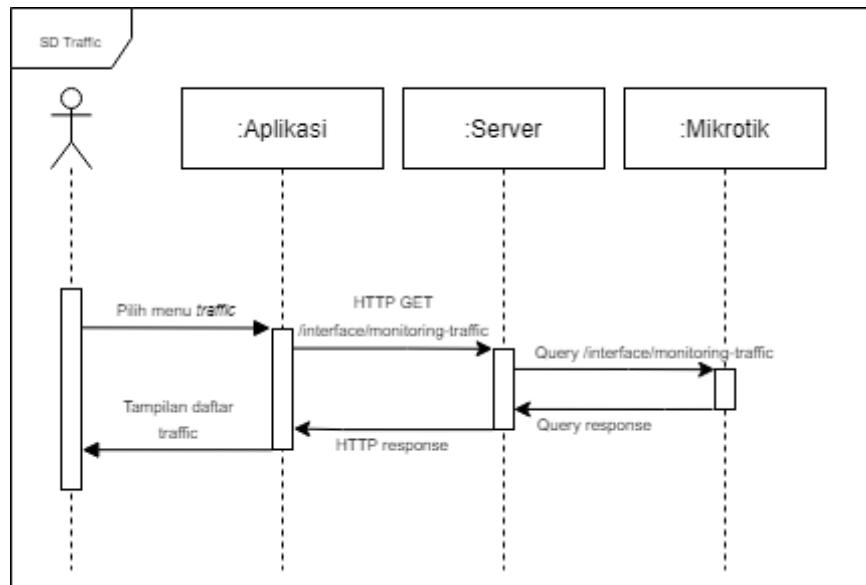 SD Traffic
:Aplikasi
:Server
:Mikrotik
Pilih menu traffic
HTTP GET
/interface/monitoring-traffic
Query /interface/monitoring-traffic
Query response
HTTP response
Tampilan daftar
traffic